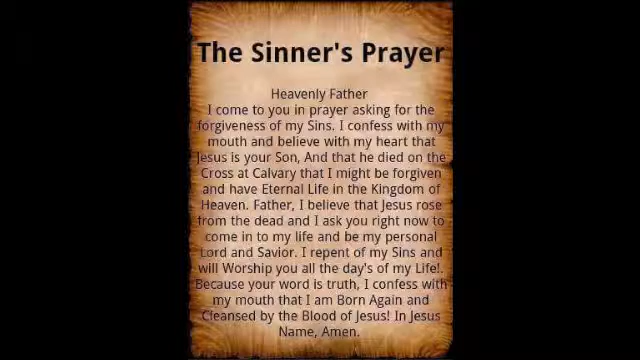 The Sinner's Prayer
Heavenly Father
I come to you in prayer asking for the
forgiveness of my Sins. I confess with my
mouth and believe with my heart that
Jesus is your Son, And that he died on the
Cross at Calvary that I might be forgiven
and have Eternal Life in the Kingdom of
Heaven. Father, I believe that Jesus rose
from the dead and I ask you right now to
come in to my life and be my personal
Lord and Savior. I repent of my Sins and
will Worship you all the day's of my Life!.
Because your word is truth, I confess with
my mouth that I am Born Again and
Cleansed by the Blood of Jesus! In Jesus
Name, Amen.